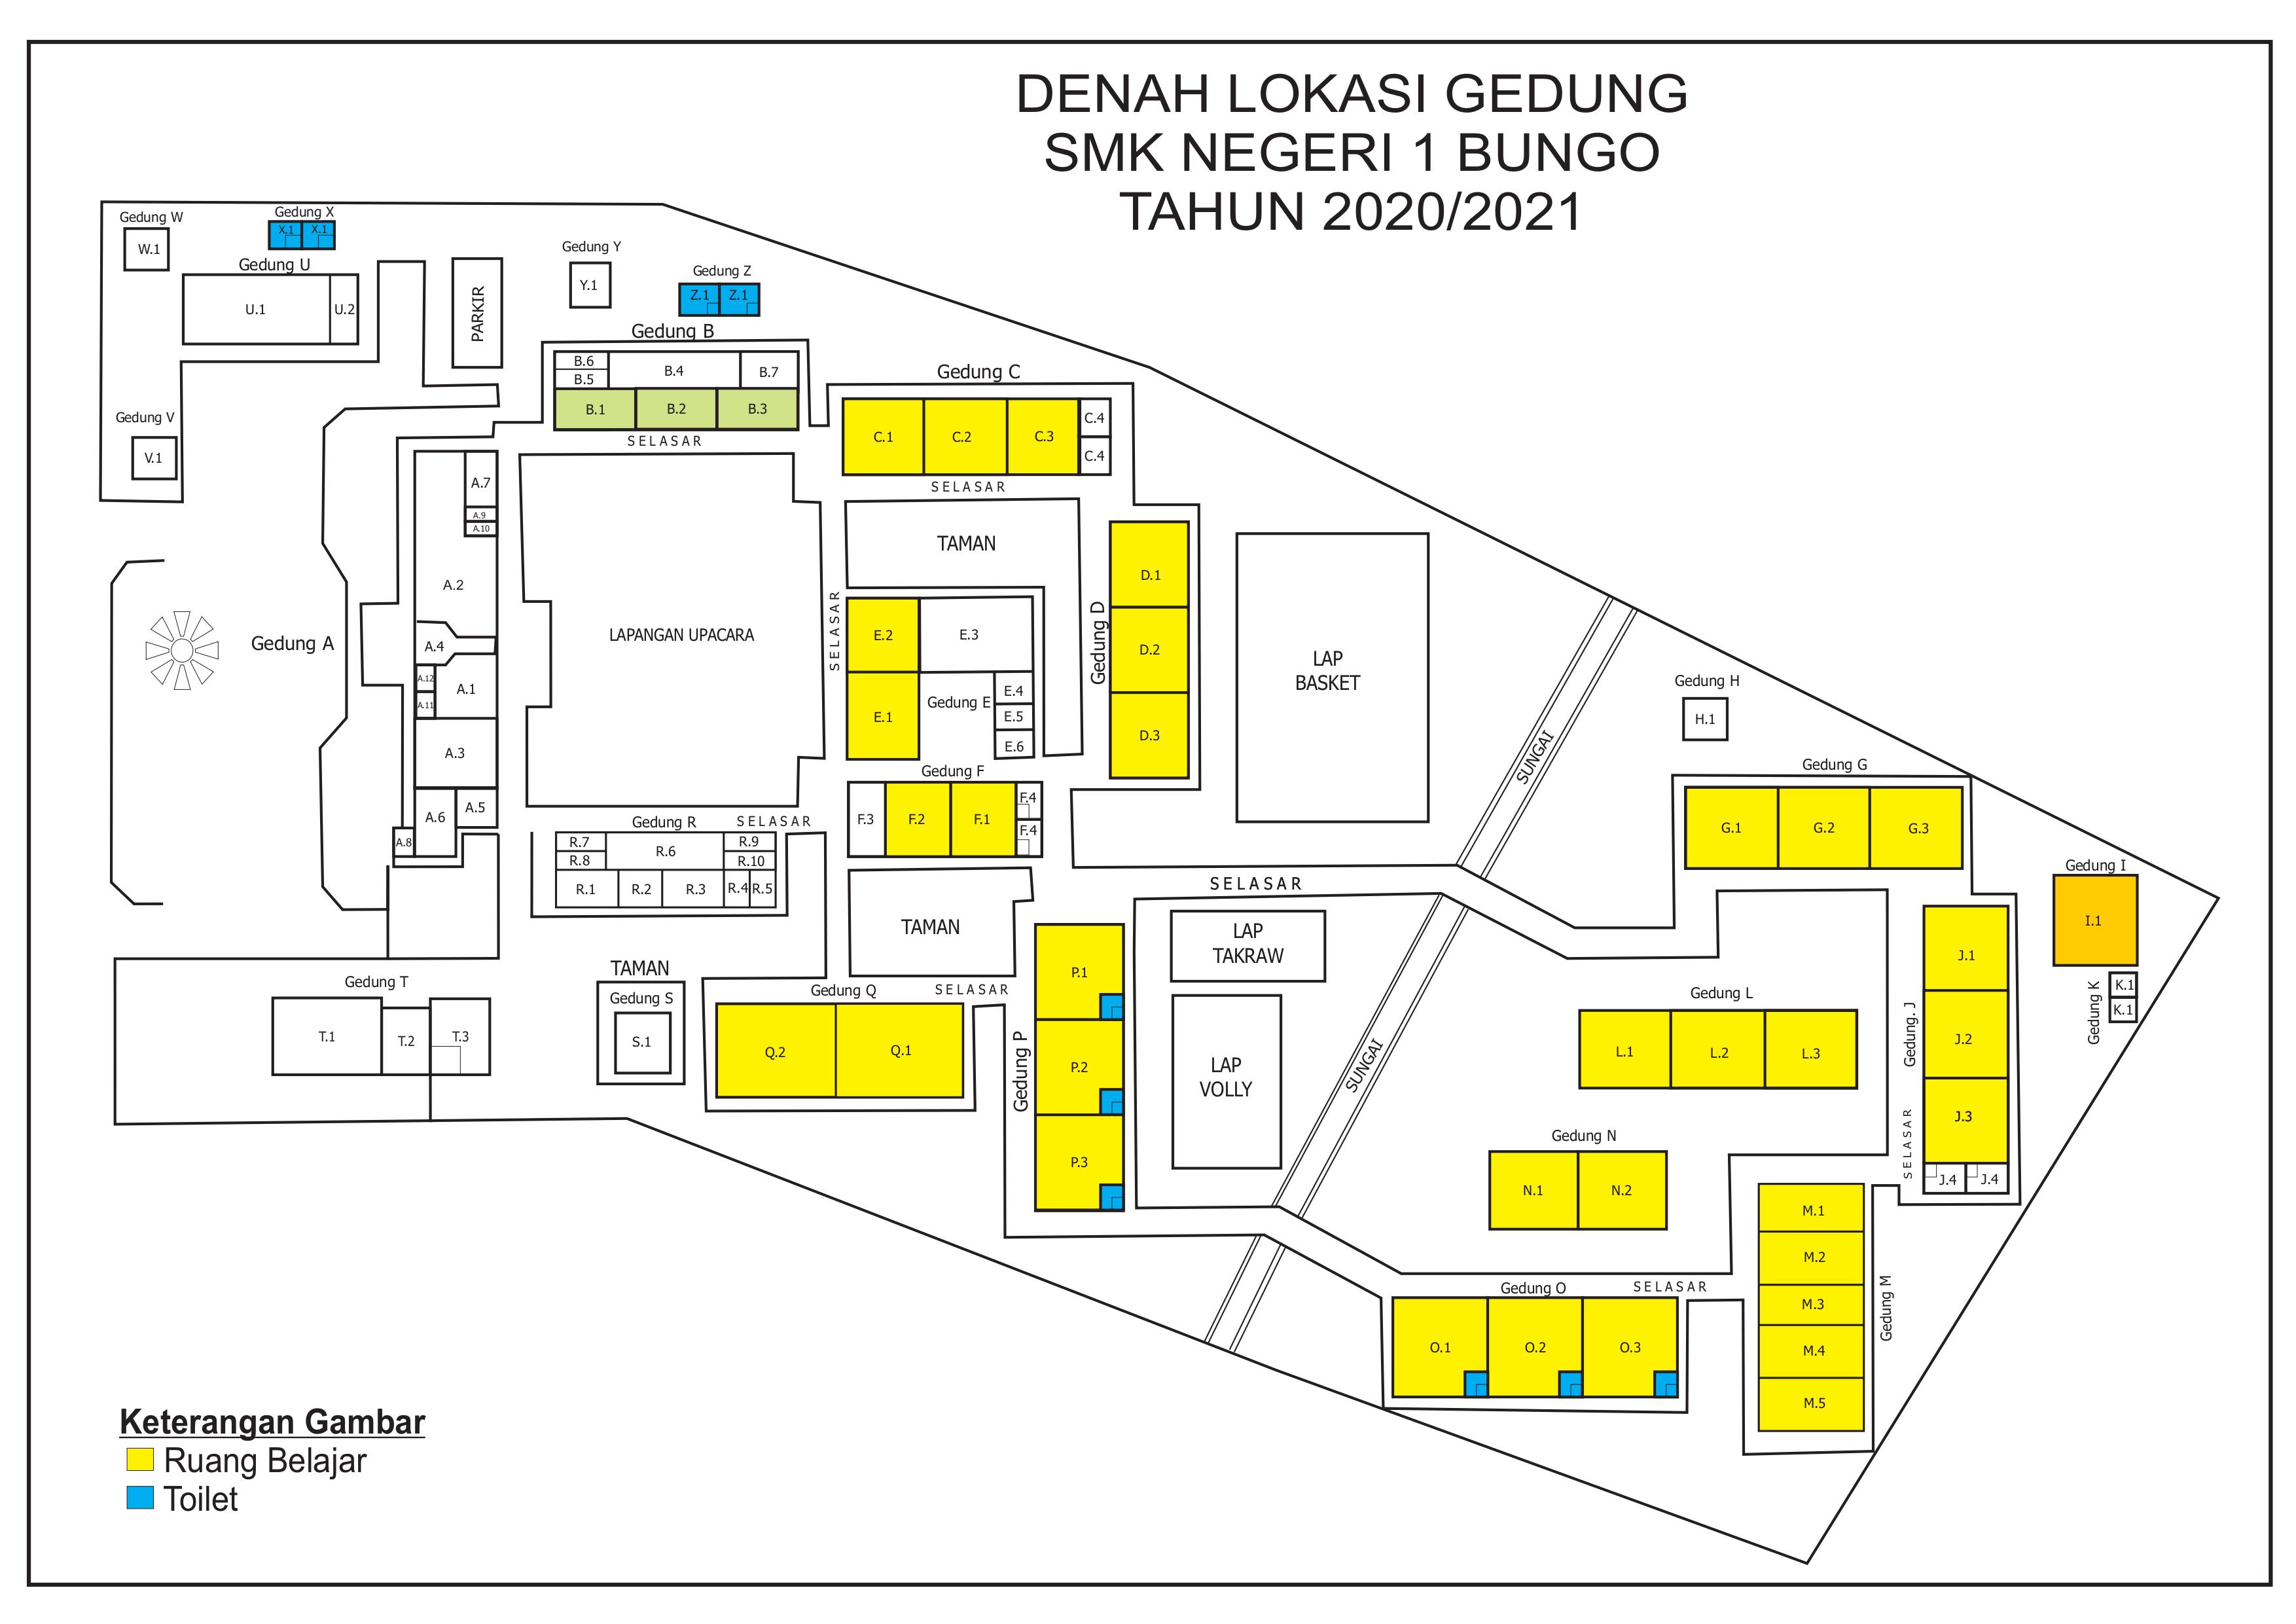 DENAH LOKASI GEDUNG
SMK NEGERI 1 BUNGO
TAHUN 2020/2021
Gedung W
W.1
Gedung X
X.1 X.1
Gedung U
U.1 U.2
PARKIR
Gedung Y
Y.1
Gedung Z
Z.1 Z.1
Gedung V
V.1
Gedung B
B.6
B.5
B.4
B.7
B.1 B.2 B.3
SELASAR
Gedung C
C.1 C.2 C.3
C.4
C.4
SELASAR
Gedung A
A.7
A.9
A.10
A.2
A.4
A.12
A.11
A.1
A.3
A.6
A.5
A.8
LAPANGAN UPACARA
SELASAR
TAMAN
Gedung D
D.1
D.2
D.3
E.2
E.3
E.1
Gedung E
E.4
E.5
E.6
Gedung F
F.3 F.2 F.1
F.4
F.4
LAP
BASKET
SUNGAI
Gedung H
H.1
Gedung G
G.1 G.2 G.3
Gedung I
I.1
Gedung K
K.1
K.1
Gedung R
SELASAR
R.7
R.8
R.6
R.9
R.10
R.1 R.2 R.3 R.4 R.5
TAMAN
SELASAR
LAP
TAKRAW
LAP
VOLLY
SUNGAI
Gedung T
T.1 T.2 T.3
TAMAN
Gedung S
S.1
Gedung Q
SELASAR
Q.2 Q.1
Gedung P
P.1
P.2
P.3
Gedung L
L.1 L.2 L.3
Gedung. J
J.1
J.2
J.3
J.4 J.4
SELASAR
Gedung N
N.1 N.2
Gedung M
M.1
M.2
M.3
M.4
M.5
Gedung O
SELASAR
O.1 O.2 O.3
Keterangan Gambar
Ruang Belajar
Toilet